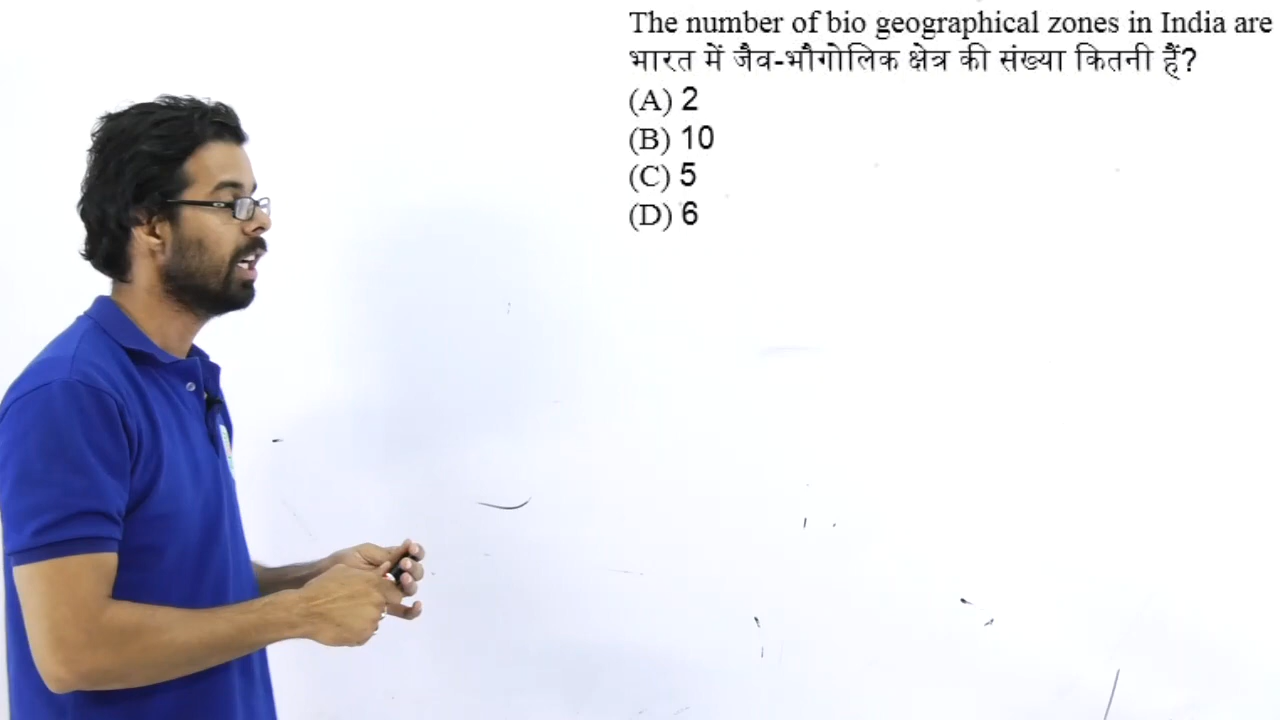 The number of bio geographical zones in India are
भारत में जैव-भौगोलिक क्षेत्र की संख्या कितनी हैं?
(A) 2
(B) 10
(C) 5
(D) 6